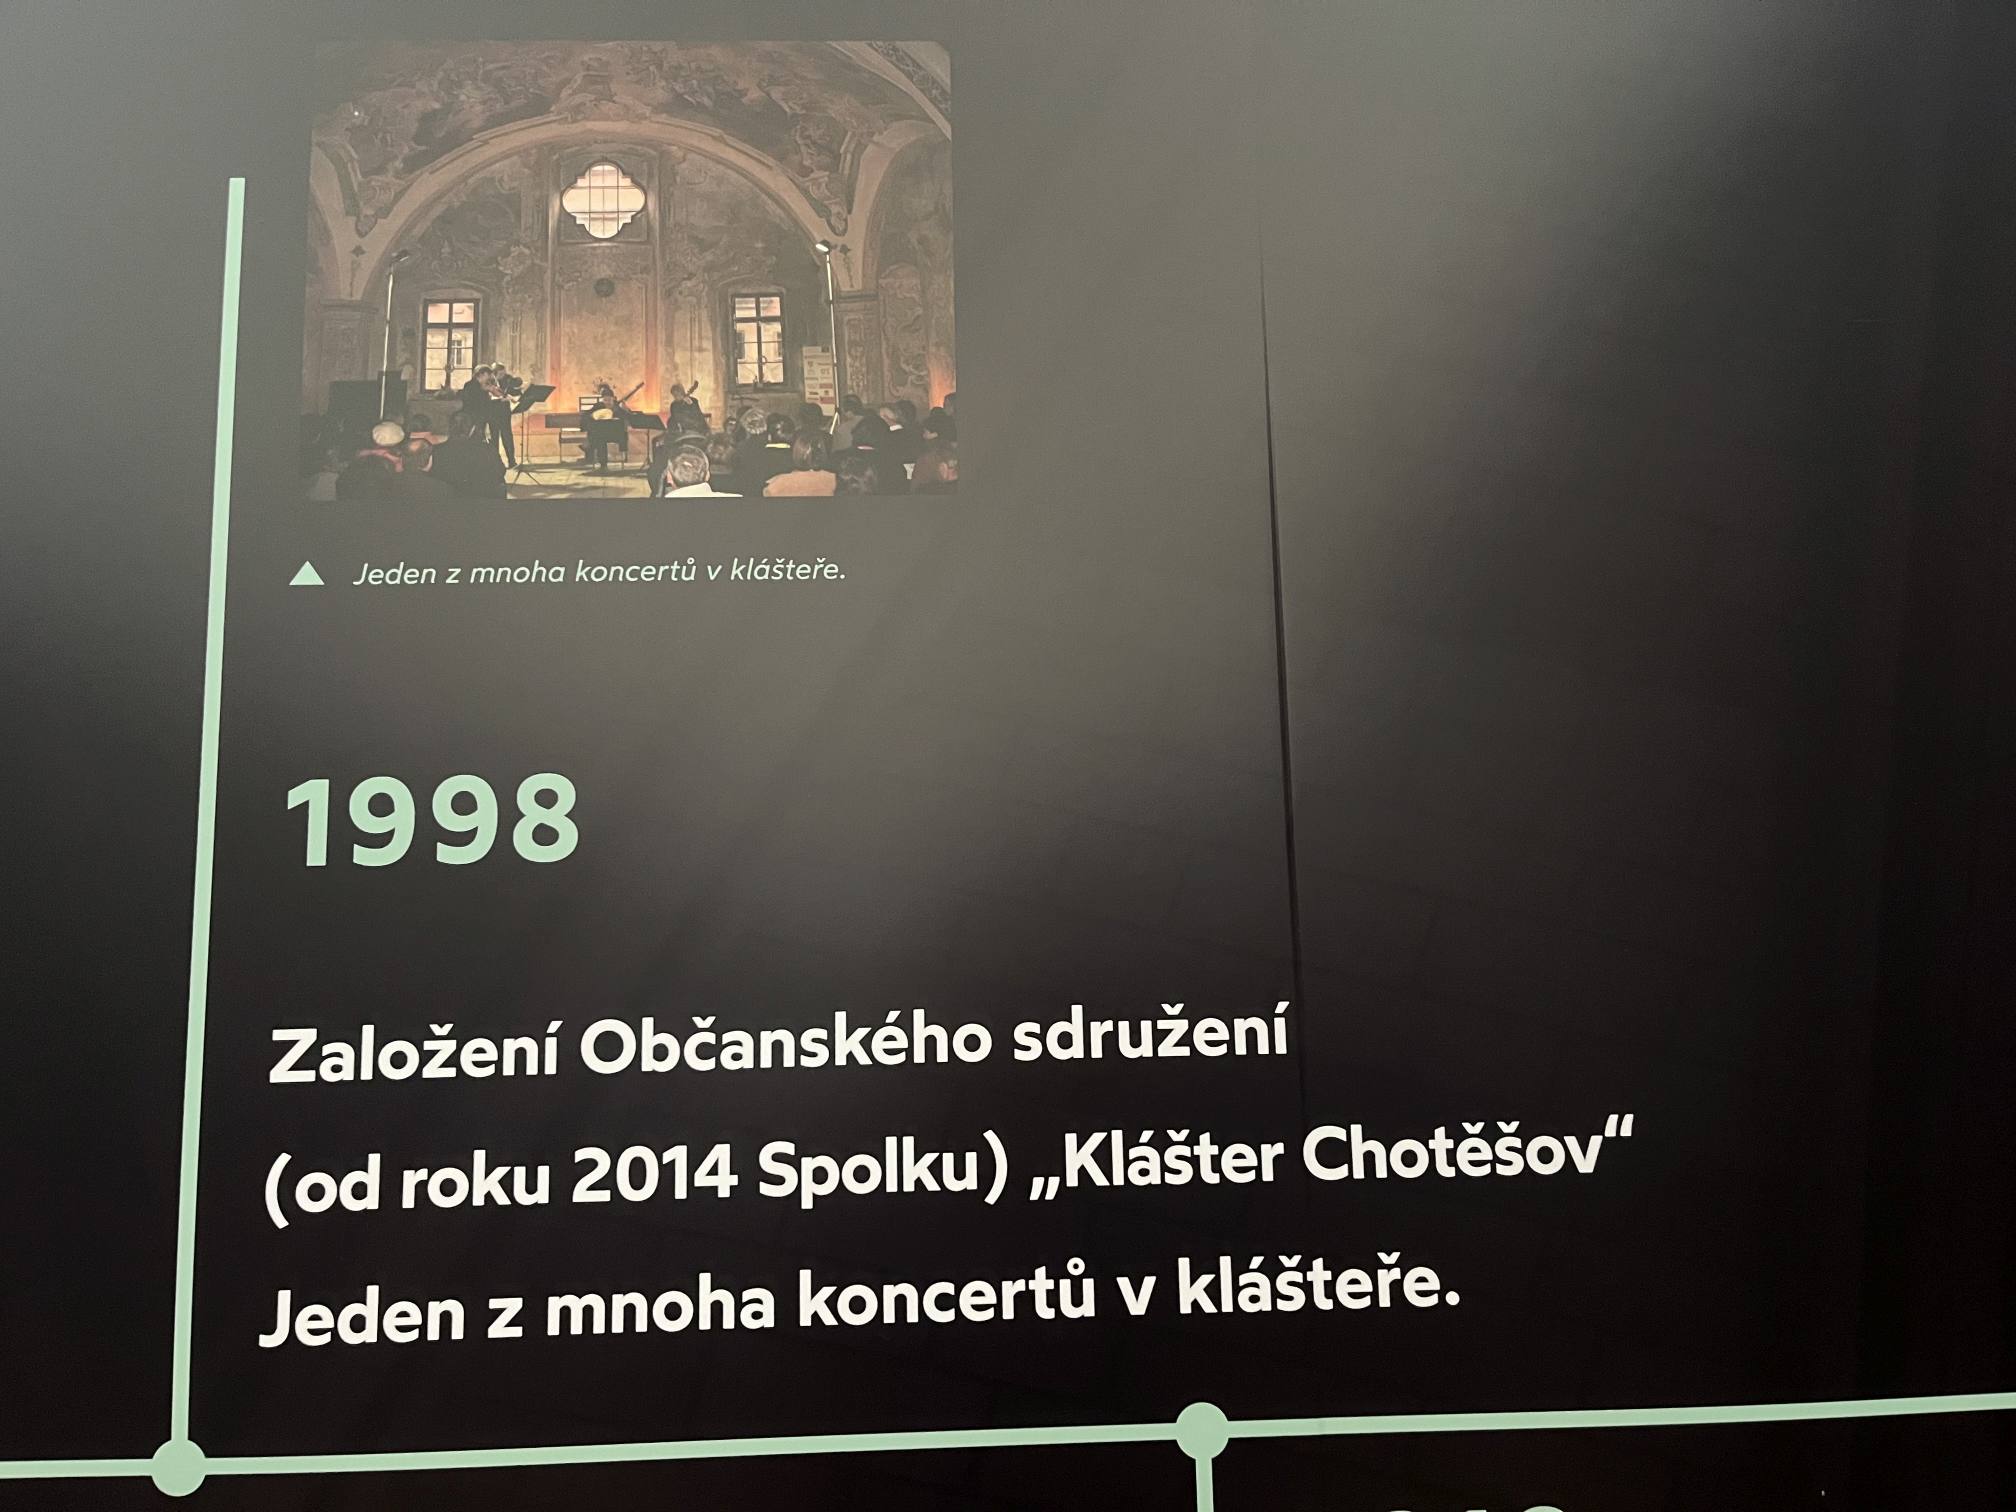 Jeden z mnoha koncertů v klášteře.
1998
Založení Občanského sdružení
(od roku 2014 Spolku) „Klášter Chotěšov“
Jeden z mnoha koncertů v klášteře.